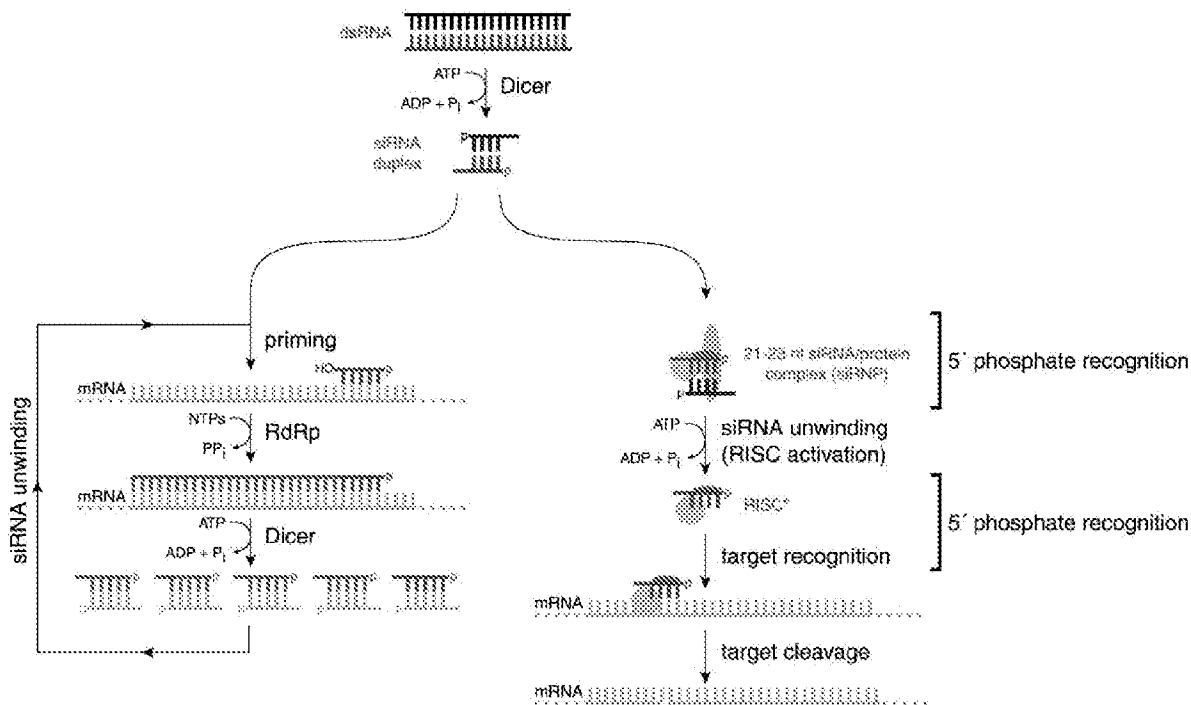 dsRNA
ATP
Dicer
ADP + Pi
P
siRNA
duplex
P
priming
HO
P
mRNA
NTPs
RdRp
PPi
siRNA unwinding
P
mRNA
ATP
Dicer
ADP + Pi
P P P P P
P P P P P
21-23 nt siRNA/protein
complex (siRNP)
P
5´ phosphate recognition
ATP
siRNA unwinding
ADP + Pi
(RISC activation)
P
RISC*
5´ phosphate recognition
target recognition
P
mRNA
target cleavage
mRNA